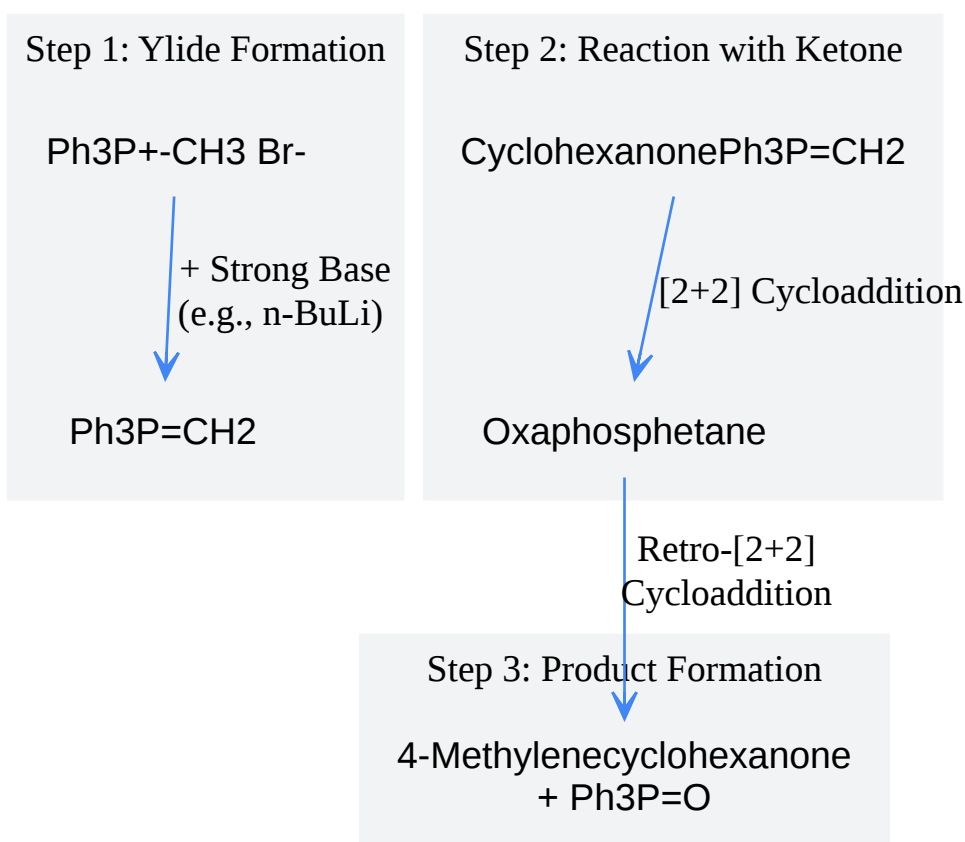 Step 1: Ylide Formation
Ph3P+-CH3 Br-
+ Strong Base
(e.g., n-BuLi)
Ph3P=CH2
Step 2: Reaction with Ketone
CyclohexanonePh3P=CH2
[2+2] Cycloaddition
Oxaphosphetane
Retro-[2+2]
Cycloaddition
Step 3: Product Formation
4-Methylenecyclohexanone
+ Ph3P=O